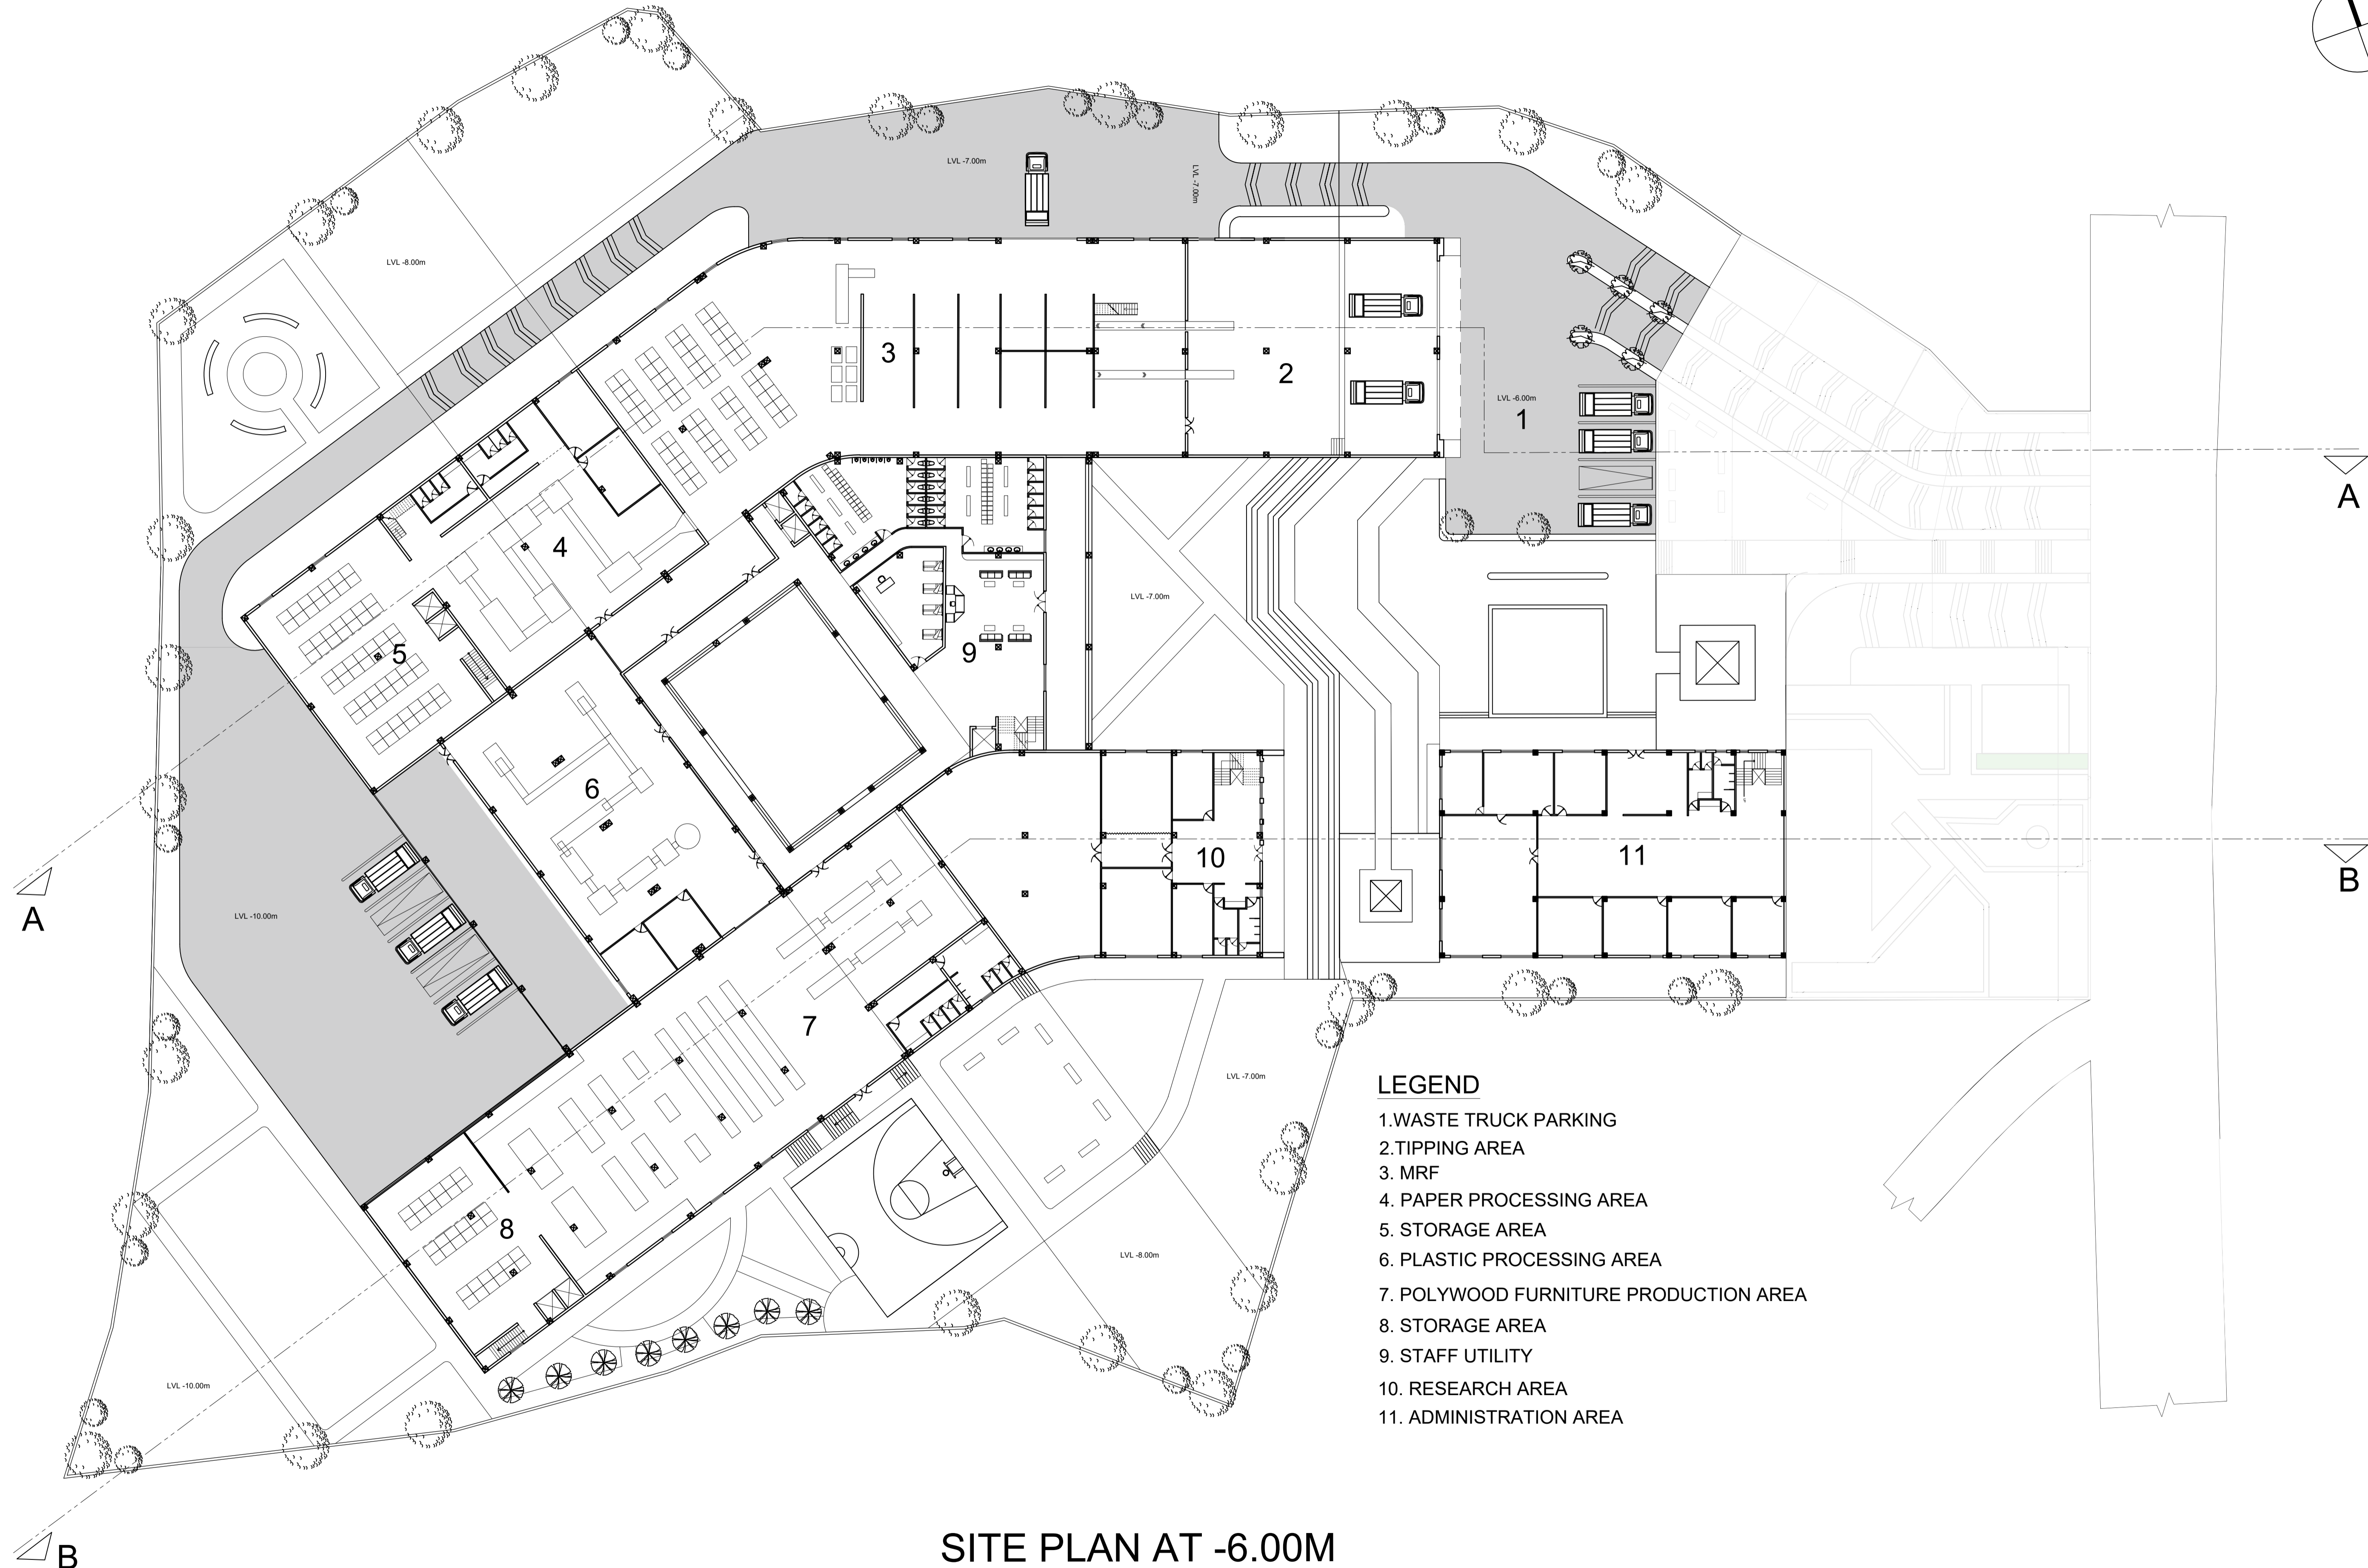 LVL -7.00m
LVL -7.00m
LVL -8.00m
3
2
LVL -6.00m
1
A
4
LVL -7.00m
5
9
6
10
11
B
A
LVL -10.00m
7
LVL -7.00m
8
LVL -8.00m
LVL -10.00m
B
LEGEND
1.WASTE TRUCK PARKING
2.TIPPING AREA
3. MRF
4. PAPER PROCESSING AREA
5. STORAGE AREA
6. PLASTIC PROCESSING AREA
7. POLYWOOD FURNITURE PRODUCTION AREA
8. STORAGE AREA
9. STAFF UTILITY
10. RESEARCH AREA
11. ADMINISTRATION AREA
SITE PLAN AT -6.00M